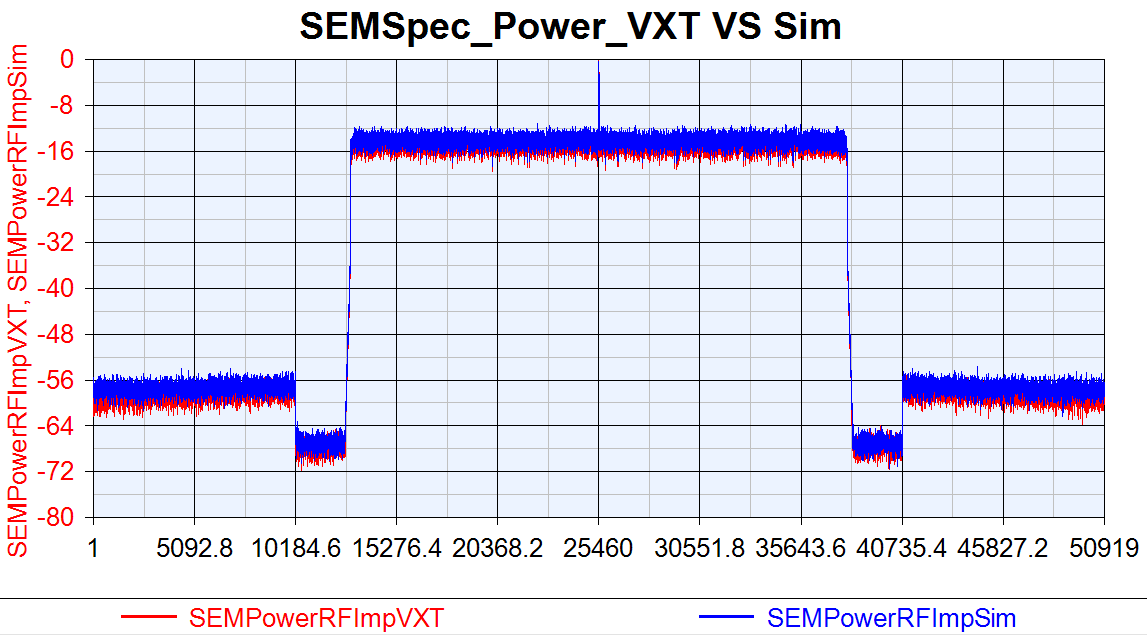 SEMSpec_Power_VXT VS Sim
SEMPowerRFImpVXT, SEMPowerRFImpSim
0
-8
-16
-24
-32
-40
-48
-56
-64
-72
-80
1 5092.8 10184.6 15276.4 20368.2 25460 30551.8 35643.6 40735.4 45827.2 50919
SEMPowerRFImpVXT SEMPowerRFImpSim